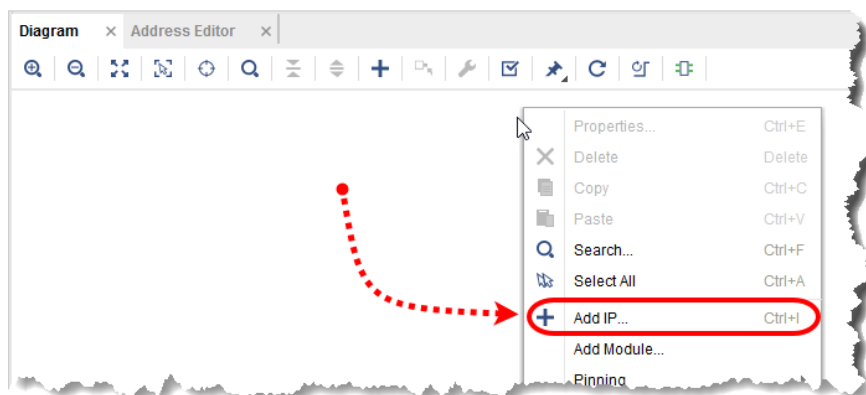 Diagram × Address Editor ×
Properties... Ctrl+E
Delete Delete
Copy Ctrl+C
Paste Ctrl+V
Search... Ctrl+F
Select All Ctrl+A
Add IP... Ctrl+I
Add Module...
Pinning